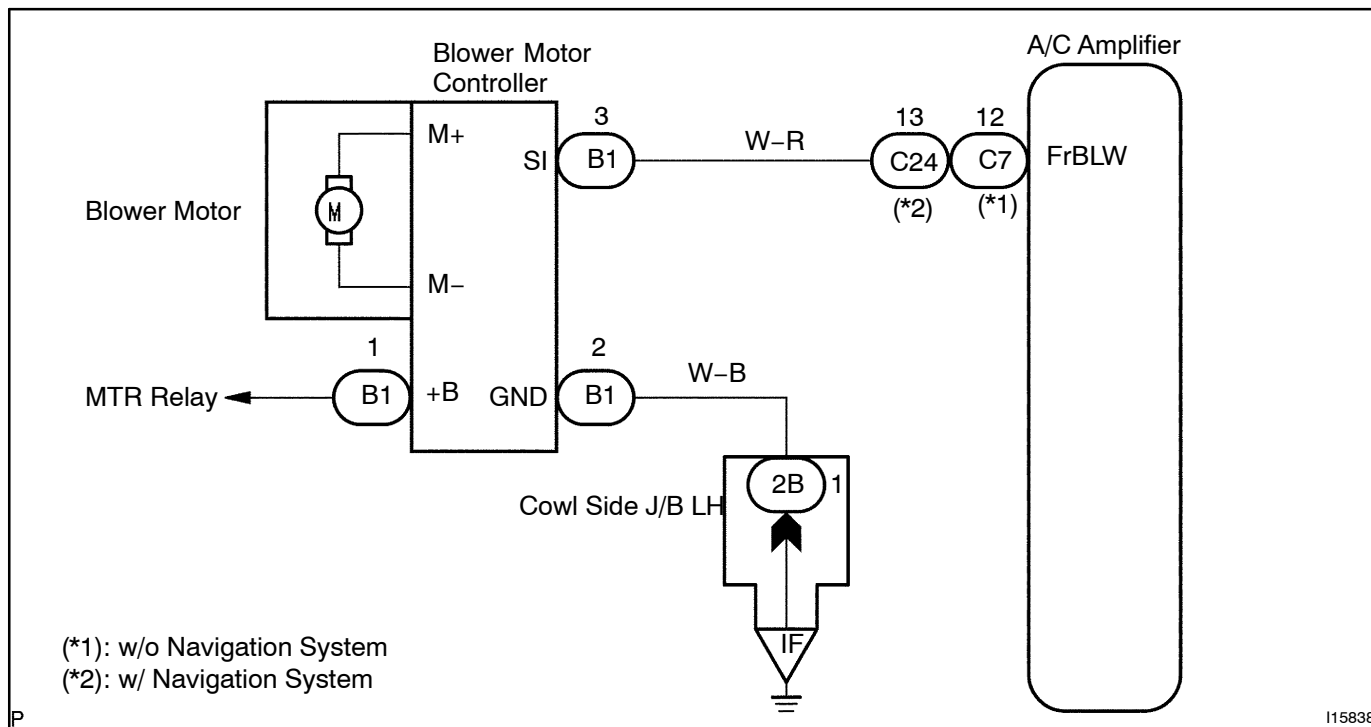 A/C Amplifier
Blower Motor
Controller
3
13
12
M+
W−R
SI
B1
C24
C7
FrBLW
(*2)
(*1)
Blower Motor
M
M−
1
2
W−B
MTR Relay
B1
+B
GND
B1
2B
1
Cowl Side J/B LH
IF
(*1): w/o Navigation System
(*2): w/ Navigation System
P
I15838